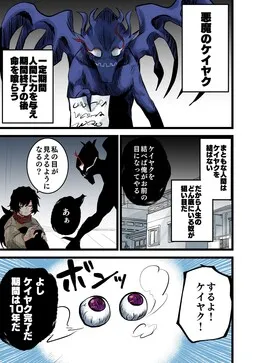 悪魔のケイヤク
一定期間
人間に力を与え
期間終了の後
命を喰らう
まともな人間は
ケイヤクを
結ばない
だから人生の
どん底にいる奴が
狙い目だ
ケイヤクを
結べば俺がお前の
目になってやる
私の目が
見えるように
なるの?
あぁ
するよ!
ケイヤク!
ボンッ
よし
ケイヤク完了だ
期間は10年だ